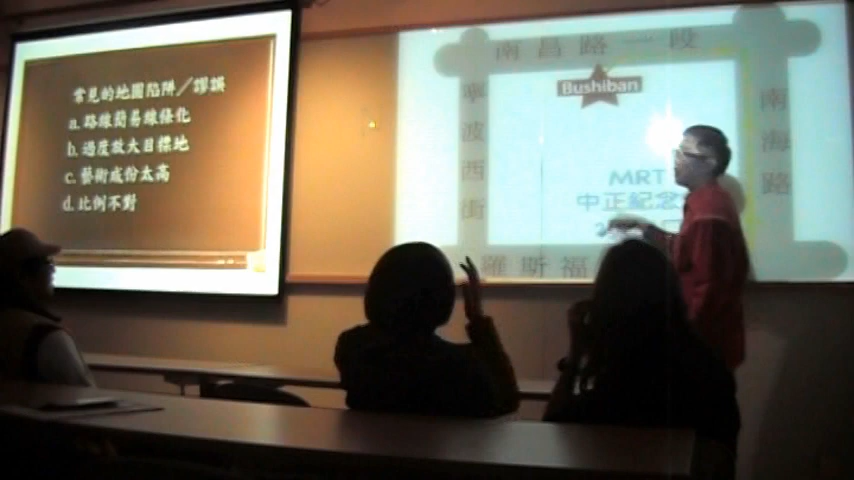 常見的地圖陷阱／謬誤
a. 路線簡易線條化
b. 過度放大目標地
c. 藝術成份太高
d. 比例不對
南昌路一段
Bushiban
寧波西街
南海路
MRT
中正紀念
羅斯福